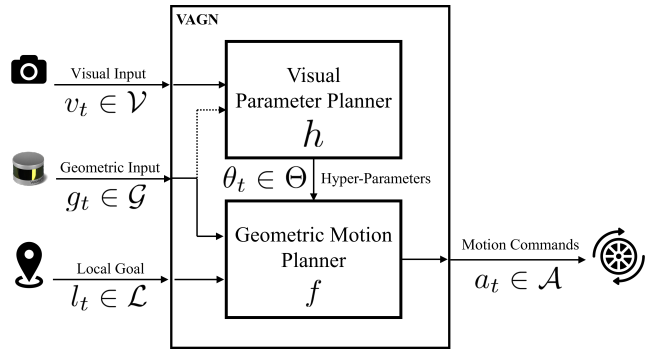 VAGN
Visual Input
v_t ∈ 𝒱
Visual
Parameter Planner
h
Geometric Input
g_t ∈ 𝒢
θ_t ∈ Θ
Hyper-Parameters
Local Goal
l_t ∈ ℒ
Geometric Motion
Planner
f
Motion Commands
a_t ∈ 𝒜